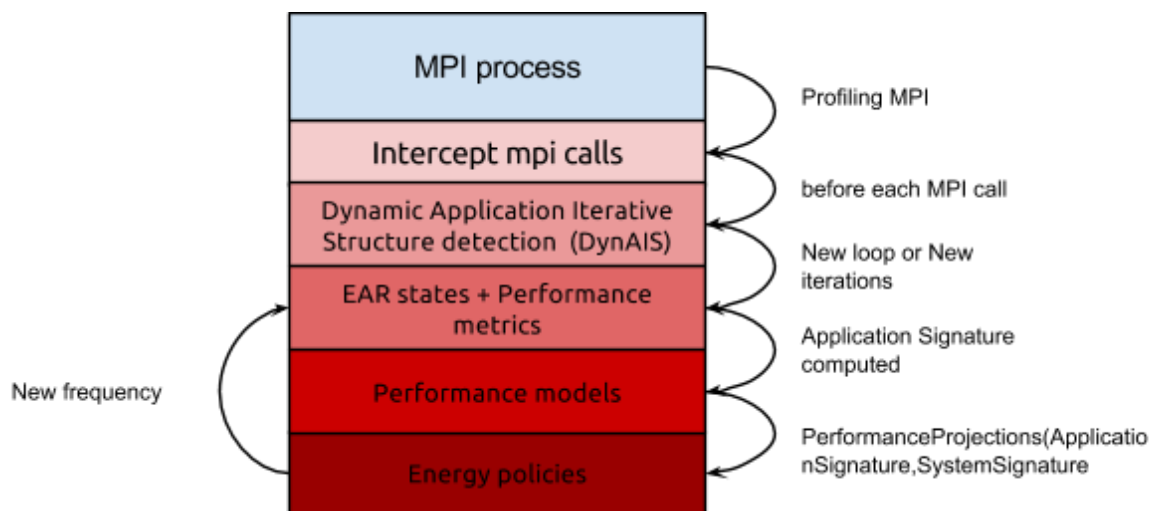 MPI process
Profiling MPI
Intercept mpi calls
before each MPI call
Dynamic Application Iterative
Structure detection (DynAIS)
New loop or New
iterations
EAR states + Performance
metrics
Application Signature
computed
New frequency
Performance models
PerformanceProjections(Applicatio
nSignature,SystemSignature
Energy policies